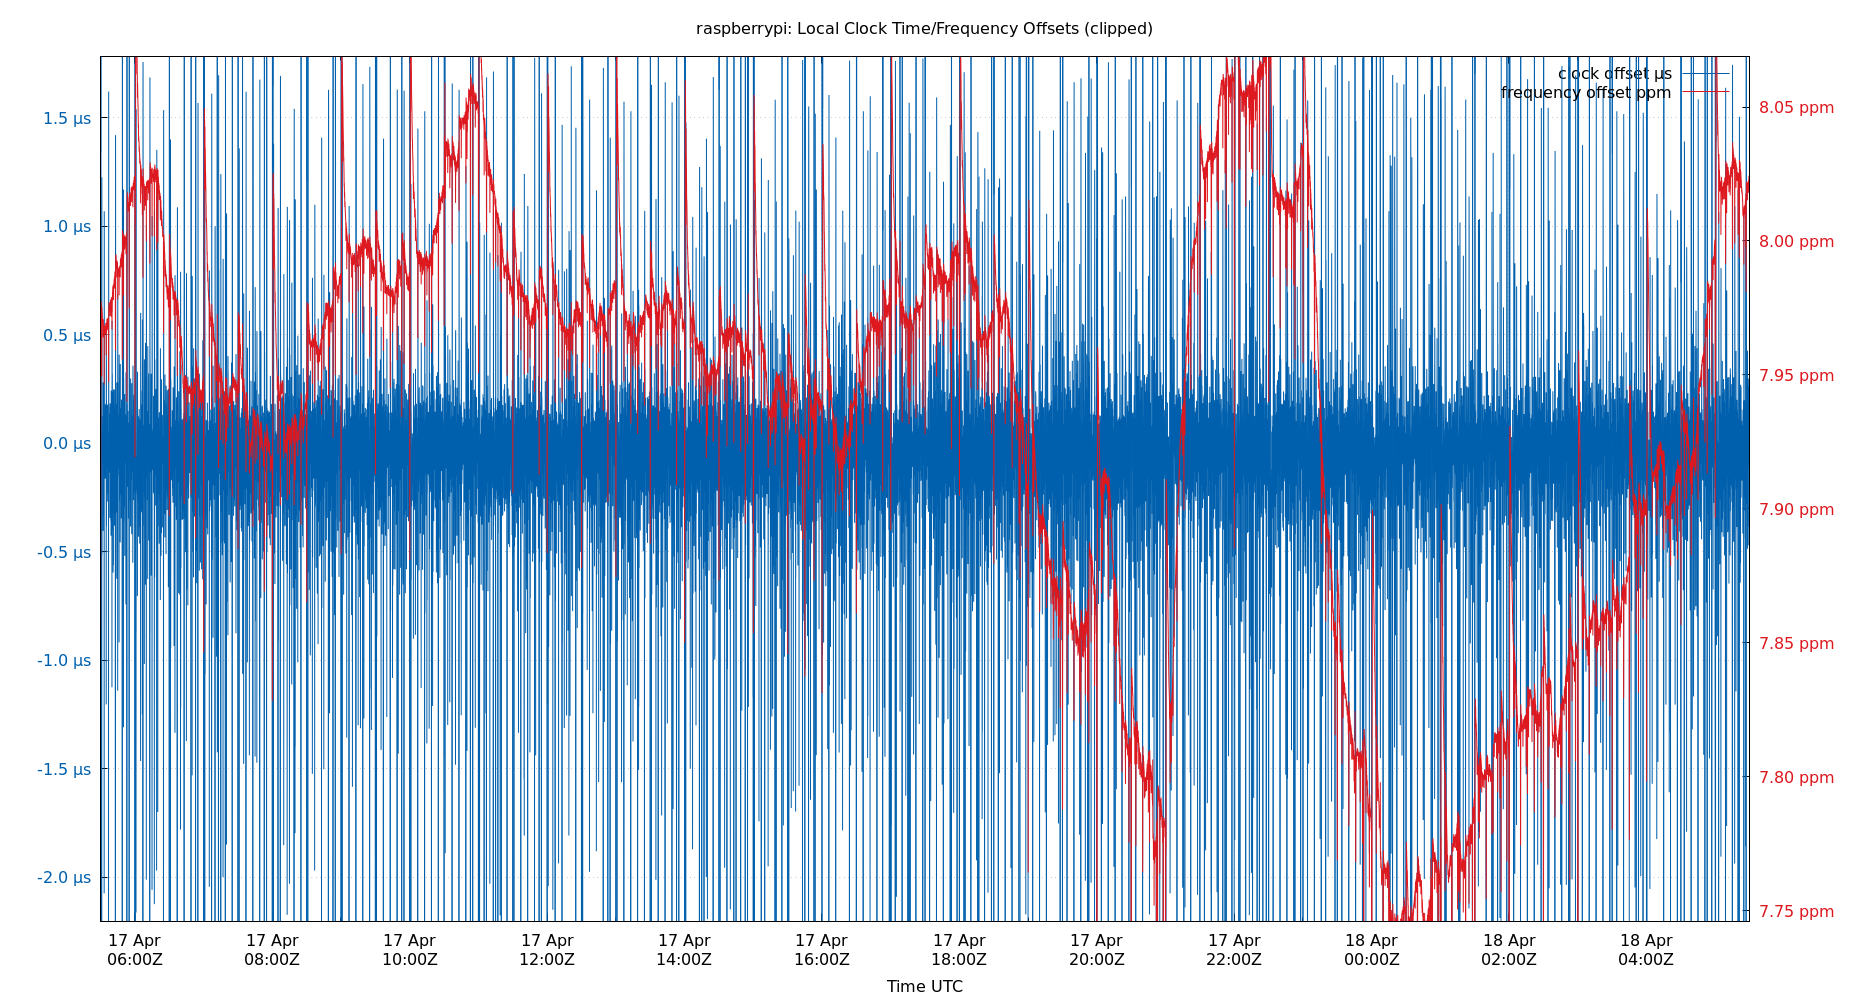 raspberrypi: Local Clock Time/Frequency Offsets (clipped)
clock offset µs
frequency offset ppm
1.5 µs
1.0 µs
0.5 µs
0.0 µs
-0.5 µs
-1.0 µs
-1.5 µs
-2.0 µs
8.05 ppm
8.00 ppm
7.95 ppm
7.90 ppm
7.85 ppm
7.80 ppm
7.75 ppm
17 Apr 17 Apr 17 Apr 17 Apr 17 Apr 17 Apr 17 Apr 17 Apr 17 Apr 18 Apr 18 Apr 18 Apr
06:00Z 08:00Z 10:00Z 12:00Z 14:00Z 16:00Z 18:00Z 20:00Z 22:00Z 00:00Z 02:00Z 04:00Z
Time UTC